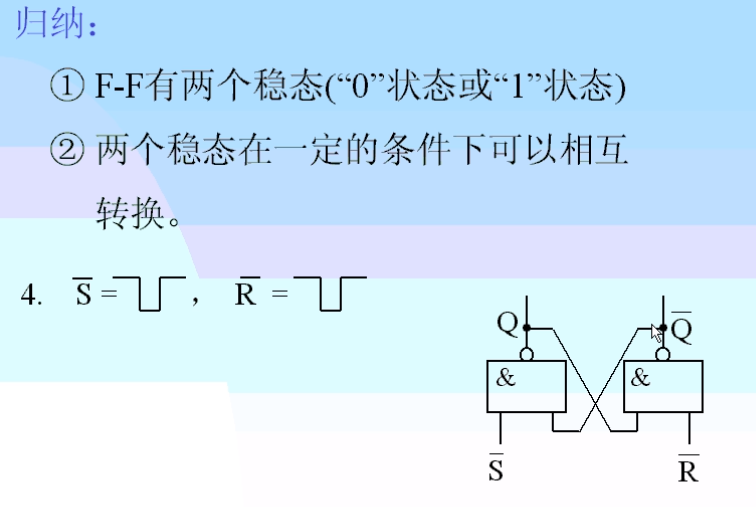 归纳：
① F-F有两个稳态(“0”状态或“1”状态)
② 两个稳态在一定的条件下可以相互
转换。
4. S̅ = ， R̅ =
Q Q̅
& &
S̅ R̅